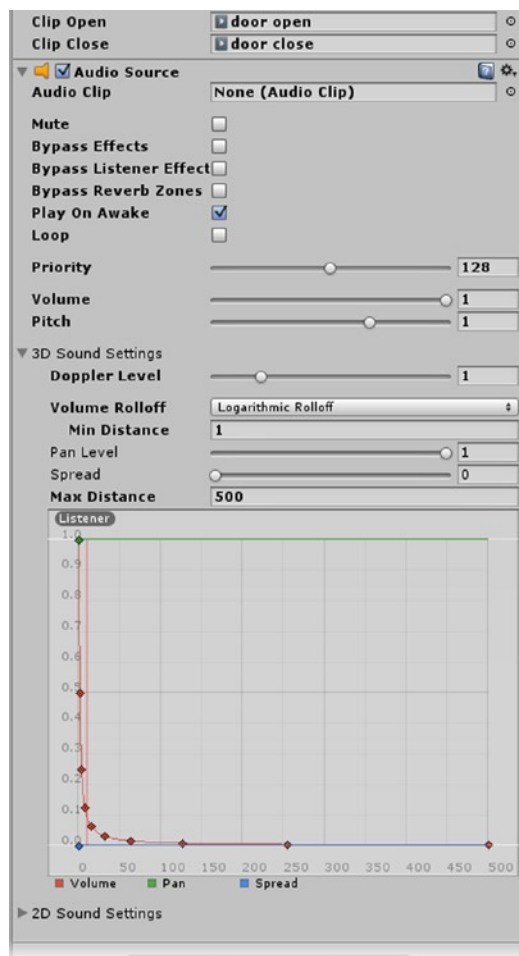 Clip Open door open
Clip Close door close
Audio Source
Audio Clip None (Audio Clip)
Mute
Bypass Effects
Bypass Listener Effect
Bypass Reverb Zones
Play On Awake
Loop
Priority 128
Volume 1
Pitch 1
3D Sound Settings
Doppler Level 1
Volume Rolloff Logarithmic Rolloff
Min Distance 1
Pan Level 1
Spread 0
Max Distance 500
Listener
1.0
0.9
0.8
0.7
0.6
0.5
0.4
0.3
0.2
0.1
0.0
0 50 100 150 200 250 300 350 400 450 500
Volume Pan Spread
2D Sound Settings